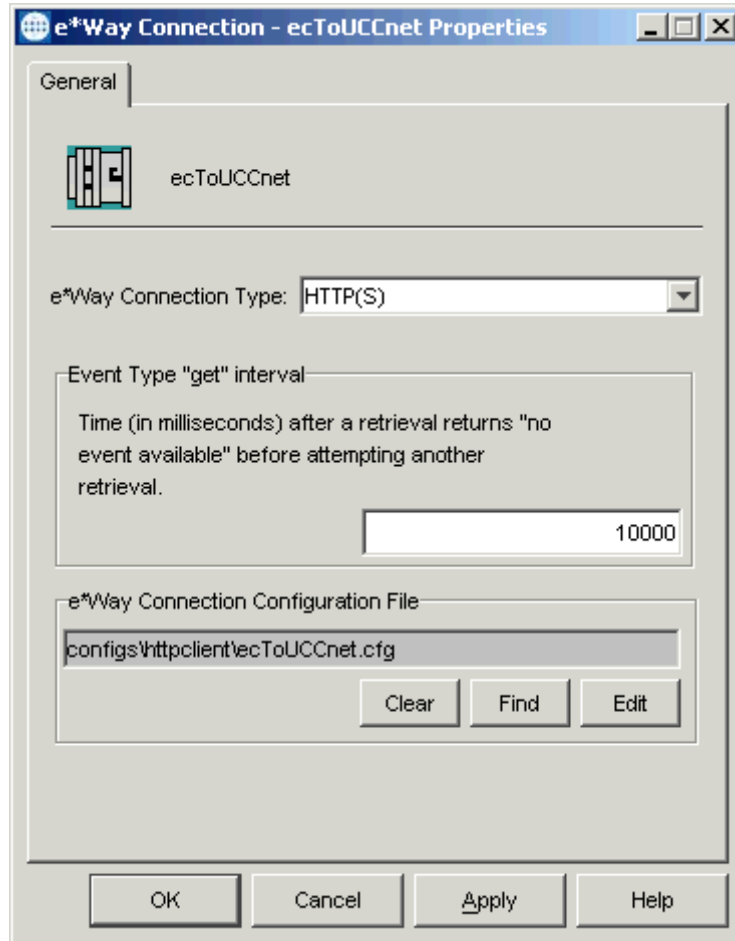 e*Way Connection - ecToUCCnet Properties
General
ecToUCCnet
e*Way Connection Type: HTTP(S)
Event Type "get" interval
Time (in milliseconds) after a retrieval returns "no
event available" before attempting another
retrieval.
10000
e*Way Connection Configuration File
configs\httpclient\ecToUCCnet.cfg
Clear Find Edit
OK Cancel Apply Help